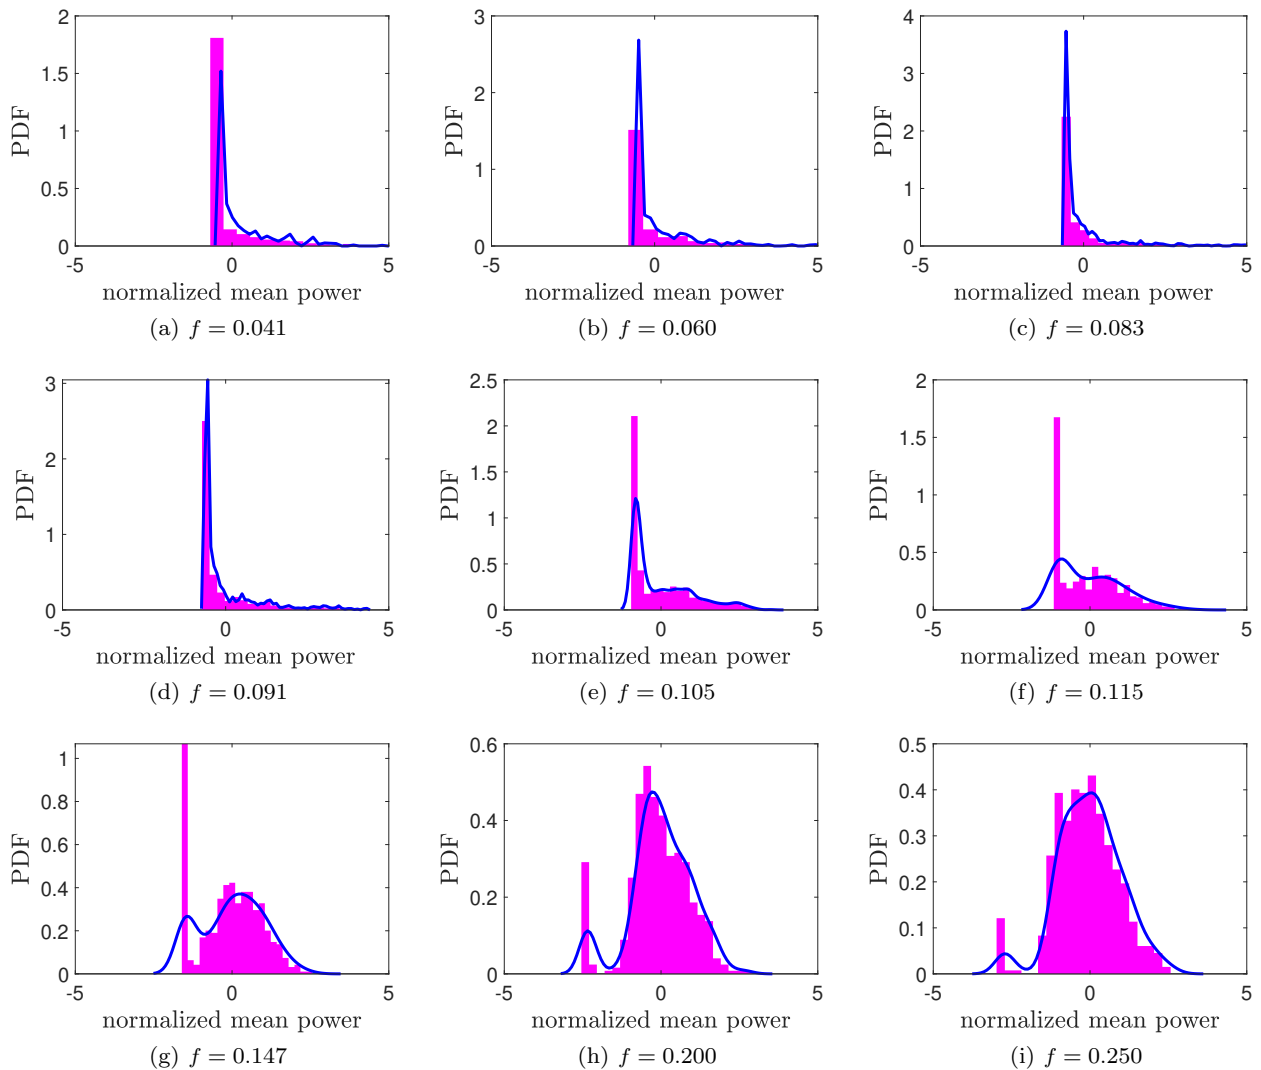 PDF
2
1.5
1
0.5
0
-5
0
5
normalized mean power
(a) f = 0.041
PDF
3
2
1
0
-5
0
5
normalized mean power
(b) f = 0.060
PDF
4
3
2
1
0
-5
0
5
normalized mean power
(c) f = 0.083
PDF
3
2
1
0
-5
0
5
normalized mean power
(d) f = 0.091
PDF
2.5
2
1.5
1
0.5
0
-5
0
5
normalized mean power
(e) f = 0.105
PDF
2
1.5
1
0.5
0
-5
0
5
normalized mean power
(f) f = 0.115
PDF
1
0.8
0.6
0.4
0.2
0
-5
0
5
normalized mean power
(g) f = 0.147
PDF
0.6
0.4
0.2
0
-5
0
5
normalized mean power
(h) f = 0.200
PDF
0.5
0.4
0.3
0.2
0.1
0
-5
0
5
normalized mean power
(i) f = 0.250